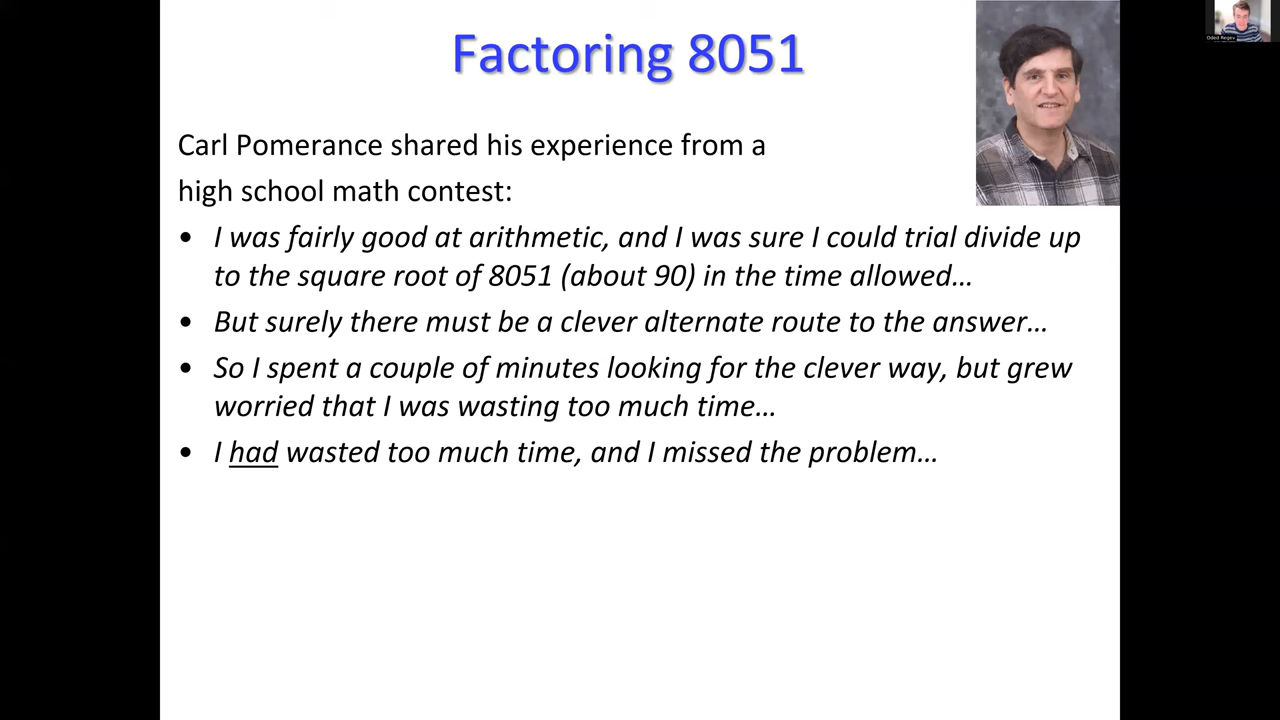 Factoring 8051
Oded Regev
Carl Pomerance shared his experience from a
high school math contest:
• I was fairly good at arithmetic, and I was sure I could trial divide up
to the square root of 8051 (about 90) in the time allowed…
• But surely there must be a clever alternate route to the answer…
• So I spent a couple of minutes looking for the clever way, but grew
worried that I was wasting too much time…
• I had wasted too much time, and I missed the problem…